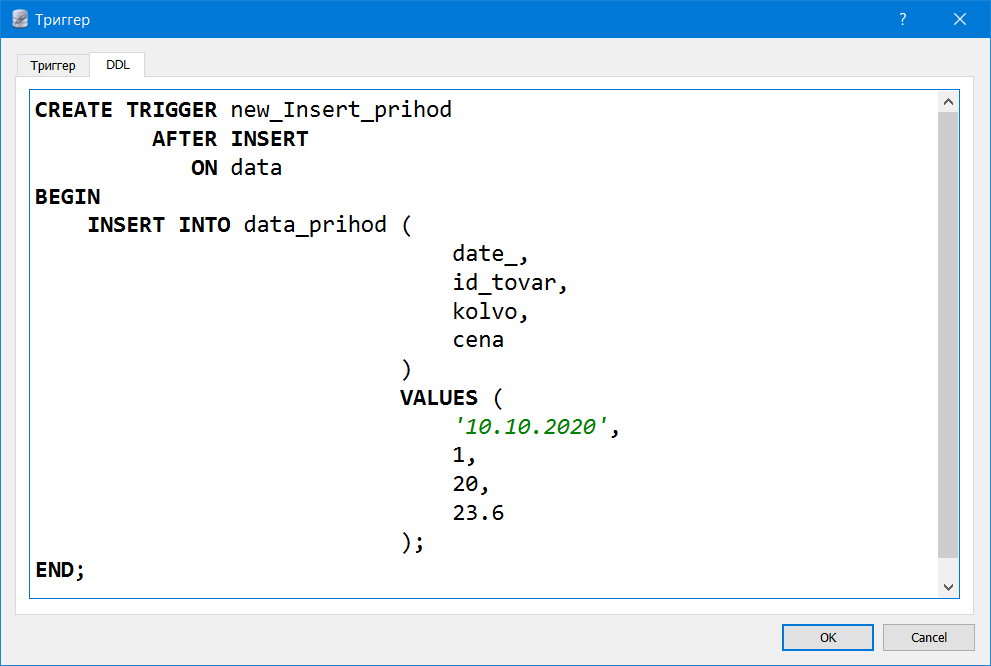 Триггер
?
Триггер DDL
CREATE TRIGGER new_Insert_prihod
AFTER INSERT
ON data
BEGIN
INSERT INTO data_prihod (
date_,
id_tovar,
kolvo,
cena
)
VALUES (
'10.10.2020',
1,
20,
23.6
);
END;
OK Cancel